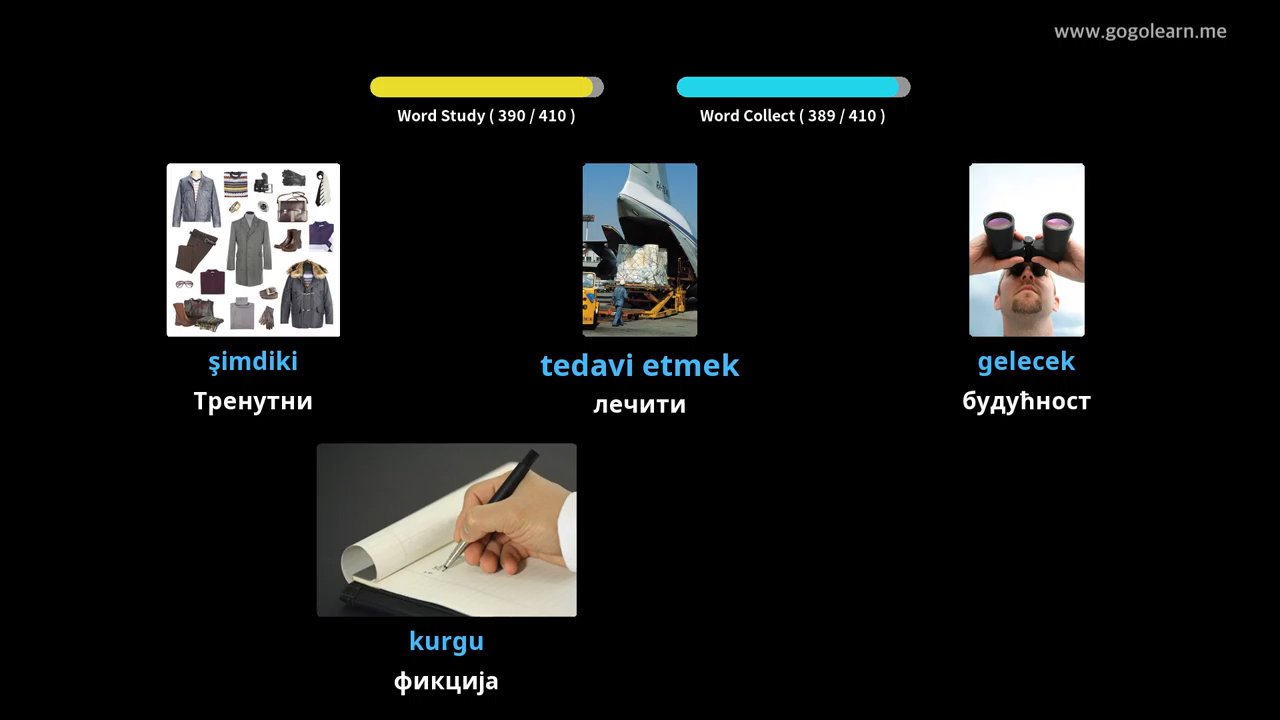 www.gogolearn.me
Word Study ( 390 / 410 )
Word Collect ( 389 / 410 )
şimdiki
Тренутни
tedavi etmek
лечити
gelecek
будућност
kurgu
фикција